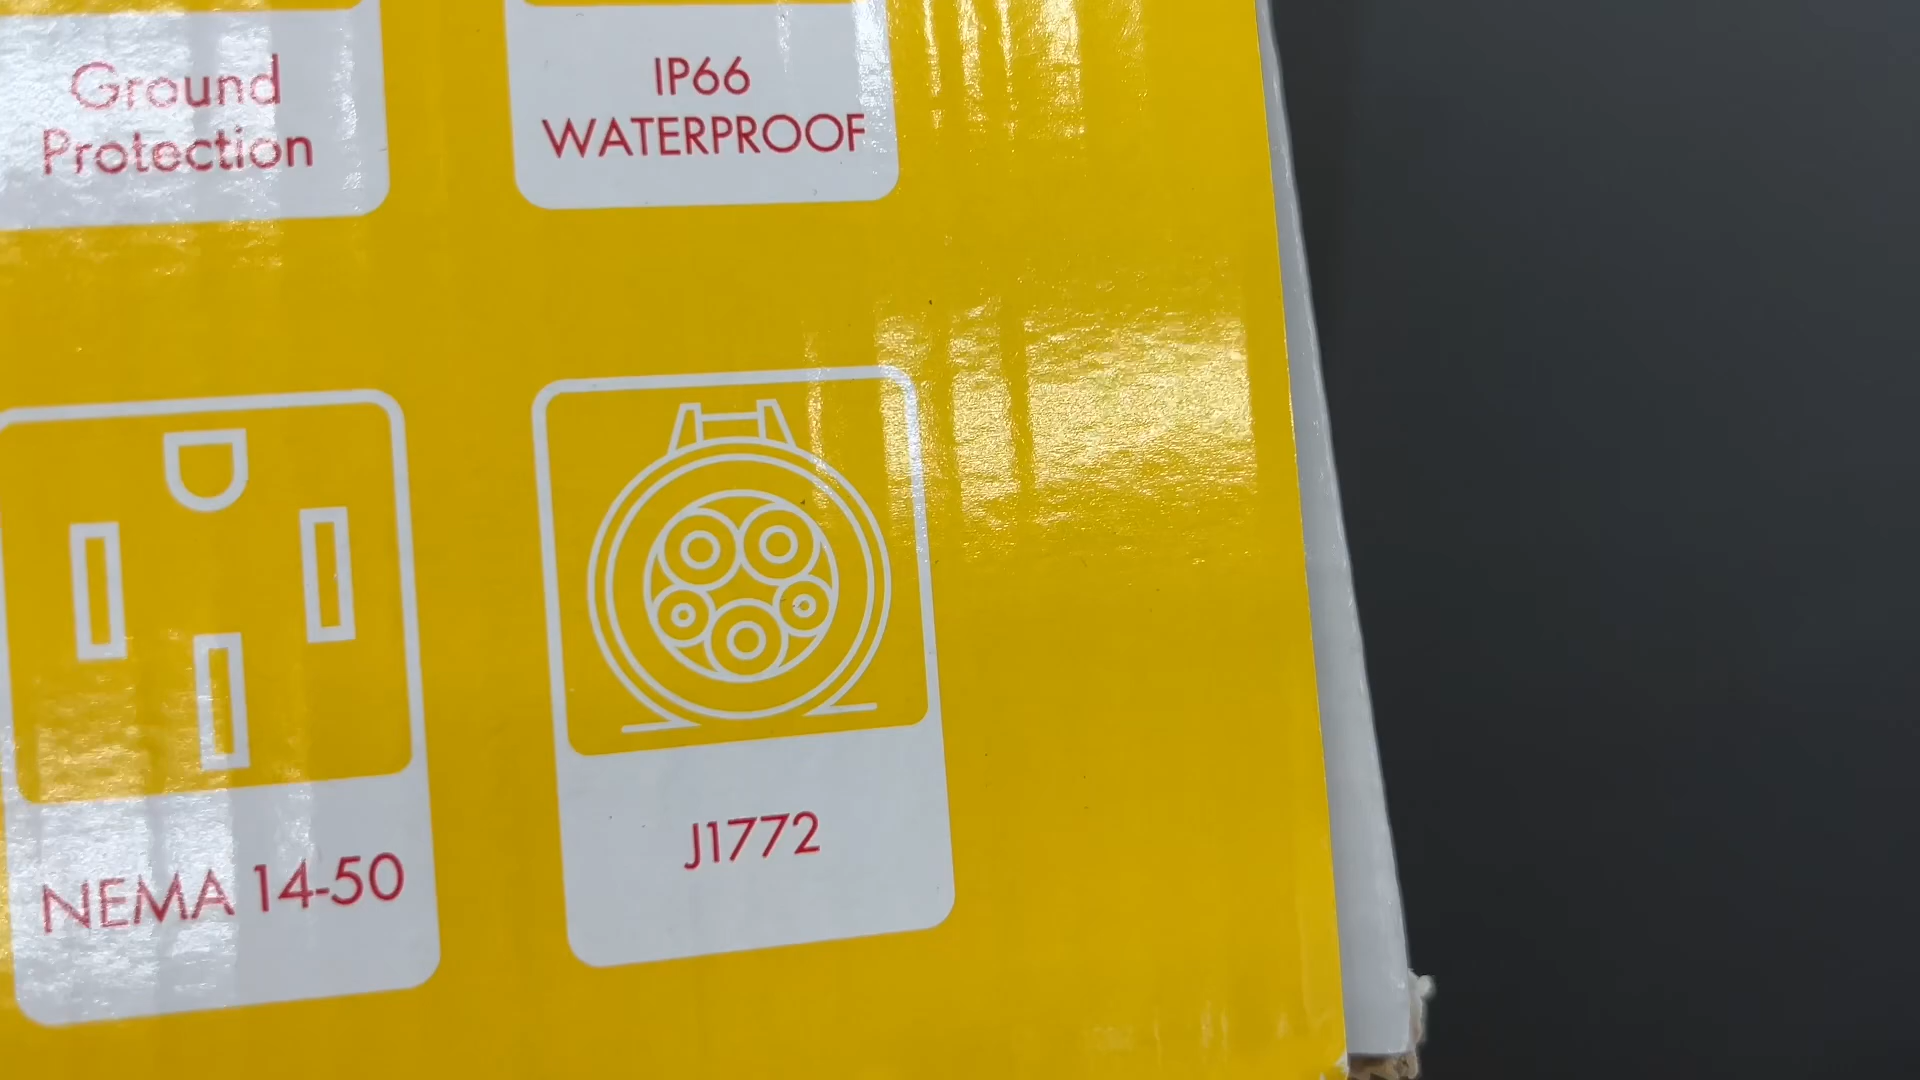 Ground
Protection
IP66
WATERPROOF
NEMA 14-50
J1772